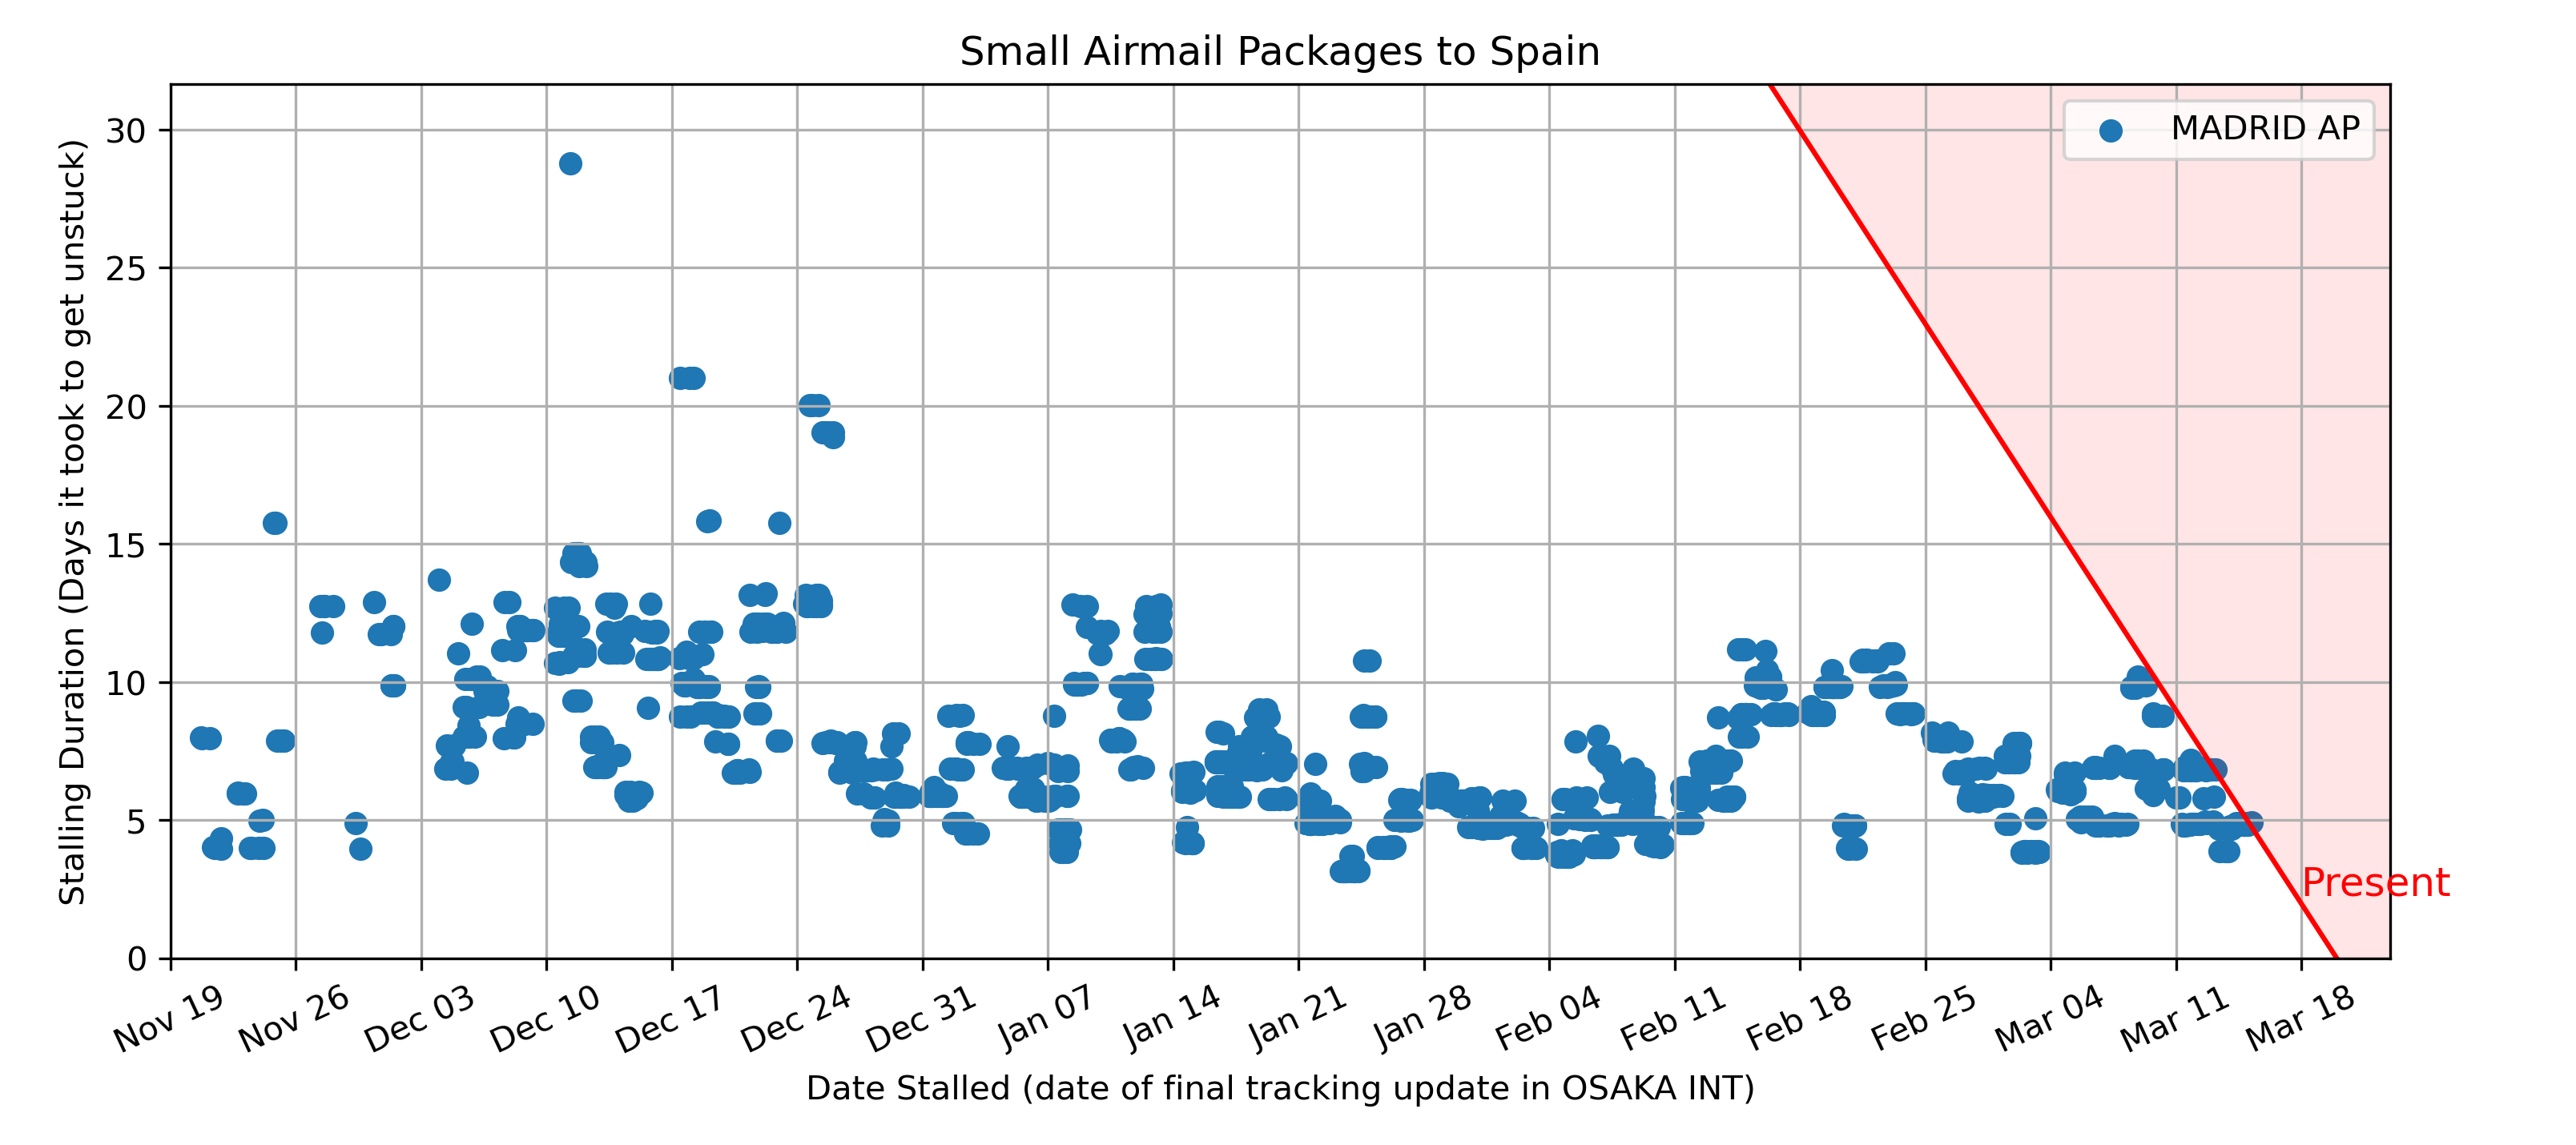 Small Airmail Packages to Spain
Stalling Duration (Days it took to get unstuck)
30
25
20
15
10
5
0
MADRID AP
Present
Nov 19
Nov 26
Dec 03
Dec 10
Dec 17
Dec 24
Dec 31
Jan 07
Jan 14
Jan 21
Jan 28
Feb 04
Feb 11
Feb 18
Feb 25
Mar 04
Mar 11
Mar 18
Date Stalled (date of final tracking update in OSAKA INT)